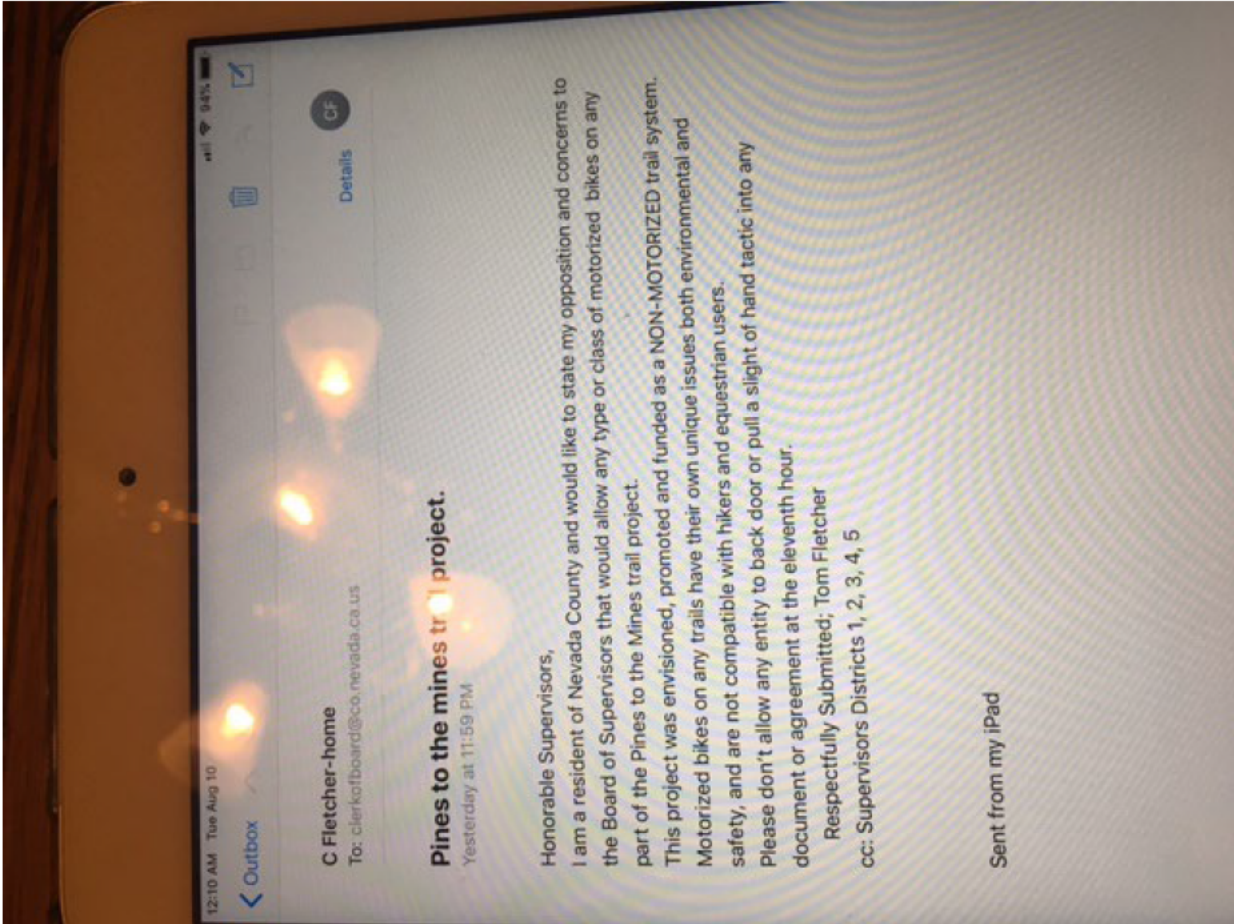 12:10 AM Tue Aug 10
94%
Outbox
C Fletcher-home
CF
To: clerkofboard@co.nevada.ca.us
Details
Pines to the mines trail project.
Yesterday at 11:59 PM
Honorable Supervisors,
I am a resident of Nevada County and would like to state my opposition and concerns to
the Board of Supervisors that would allow any type or class of motorized bikes on any
part of the Pines to the Mines trail project.
This project was envisioned, promoted and funded as a NON-MOTORIZED trail system.
Motorized bikes on any trails have their own unique issues both environmental and
safety, and are not compatible with hikers and equestrian users.
Please don't allow any entity to back door or pull a slight of hand tactic into any
document or agreement at the eleventh hour.
Respectfully Submitted; Tom Fletcher
cc: Supervisors Districts 1, 2, 3, 4, 5
Sent from my iPad